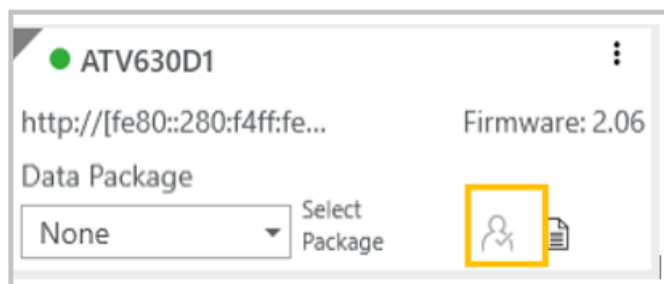 ATV630D1
http://[fe80::280:f4ff:fe... Firmware: 2.06
Data Package
None Select Package